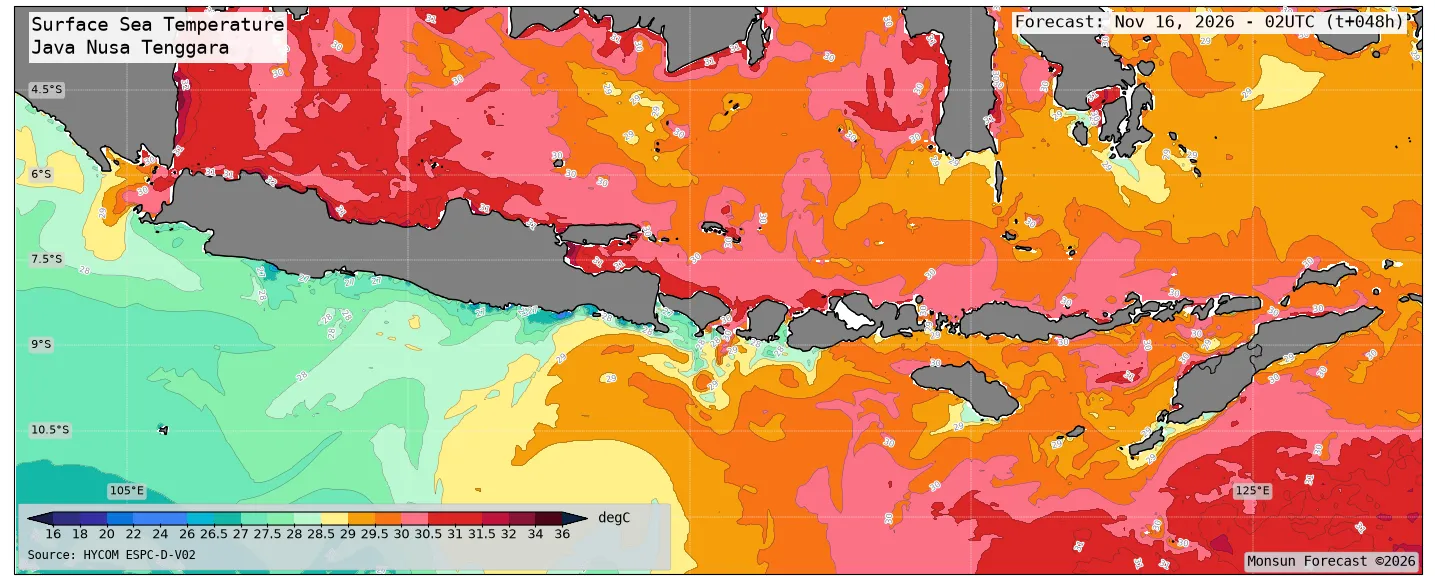 Surface Sea Temperature
Java Nusa Tenggara
Forecast: Nov 16, 2026 - 02UTC (t+048h)
4.5°S
6°S
7.5°S
9°S
10.5°S
105°E
125°E
degC
16 18 20 22 24 26 26.5 27 27.5 28 28.5 29 29.5 30 30.5 31 31.5 32 34 36
Source: HYCOM ESPC-D-V02
Monsun Forecast ©2026